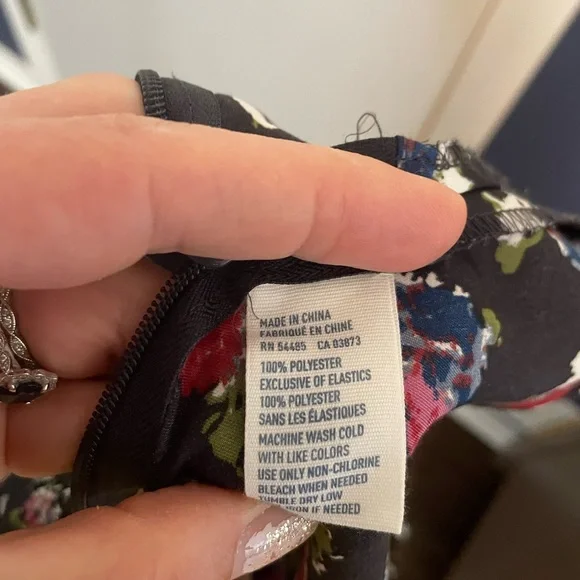 MADE IN CHINA
FABRIQUÉ EN CHINE
RN 54485 CA 03873
100% POLYESTER
EXCLUSIVE OF ELASTICS
100% POLYESTER
SANS LES ÉLASTIQUES
MACHINE WASH COLD
WITH LIKE COLORS
USE ONLY NON-CHLORINE
BLEACH WHEN NEEDED
TUMBLE DRY LOW
IF NEEDED